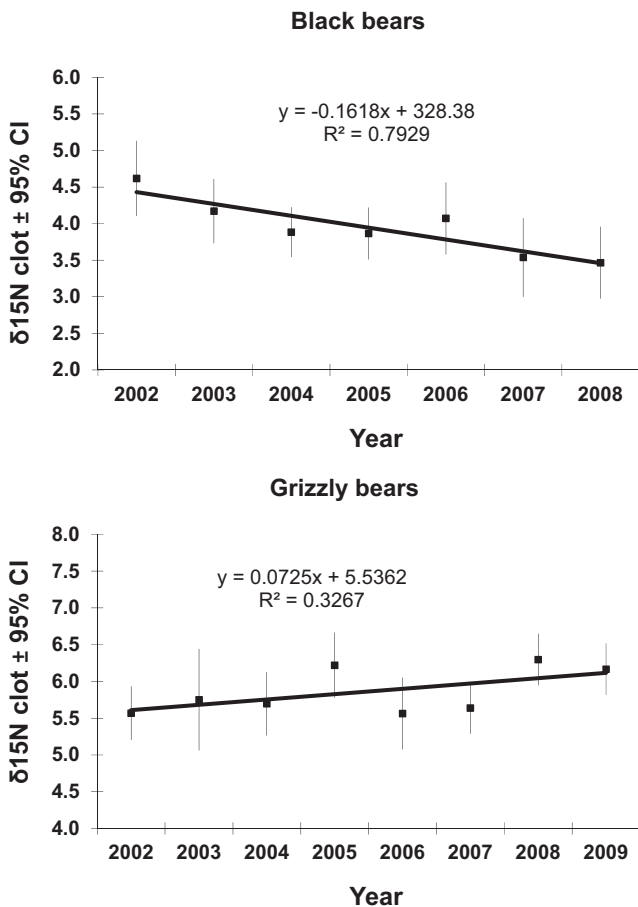 Black bears
δ15N clot ± 95% CI
6.0
5.5
5.0
4.5
4.0
3.5
3.0
2.5
2.0
y = -0.1618x + 328.38
R² = 0.7929
2002 2003 2004 2005 2006 2007 2008
Year
Grizzly bears
δ15N clot ± 95% CI
8.0
7.5
7.0
6.5
6.0
5.5
5.0
4.5
4.0
y = 0.0725x + 5.5362
R² = 0.3267
2002 2003 2004 2005 2006 2007 2008 2009
Year